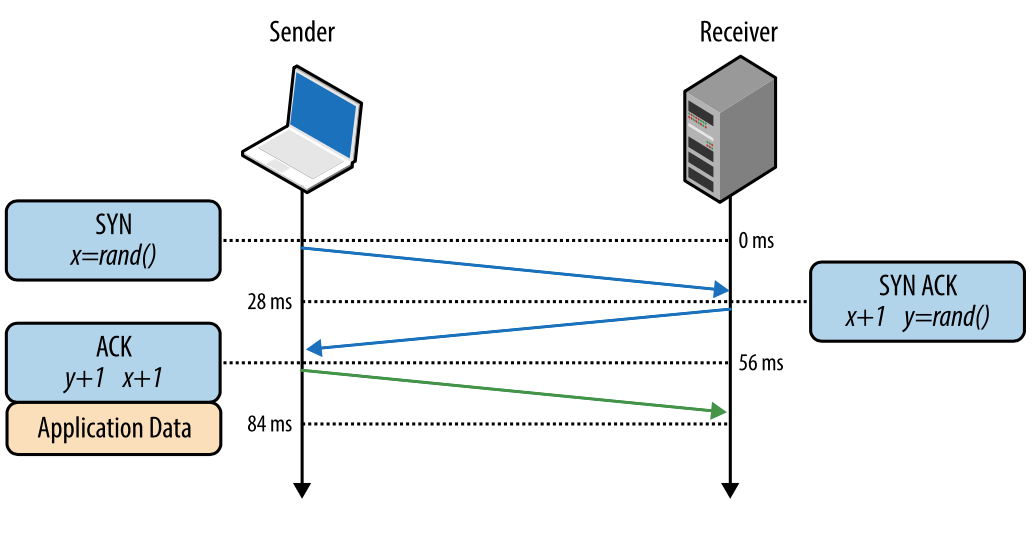 Sender
Receiver
SYN
x=rand()
0 ms
28 ms
SYN ACK
x+1 y=rand()
ACK
y+1 x+1
56 ms
Application Data
84 ms